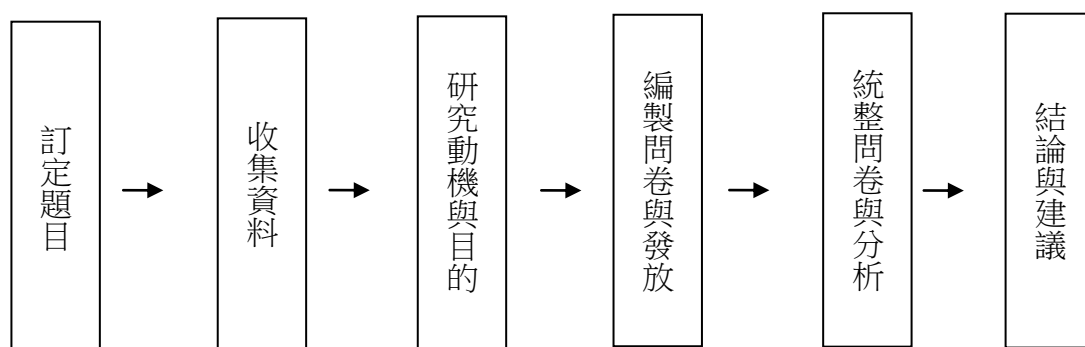 訂定題目
收集資料
研究動機與目的
編製問卷與發放
統整問卷與分析
結論與建議